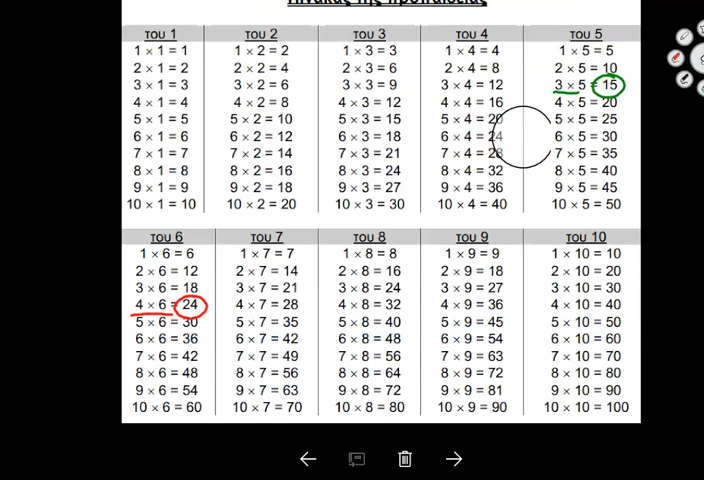 Πίνακας της προπαίδειας
του 1 του 2 του 3 του 4 του 5
1 × 1 = 1 1 × 2 = 2 1 × 3 = 3 1 × 4 = 4 1 × 5 = 5
2 × 1 = 2 2 × 2 = 4 2 × 3 = 6 2 × 4 = 8 2 × 5 = 10
3 × 1 = 3 3 × 2 = 6 3 × 3 = 9 3 × 4 = 12 3 × 5 = 15
4 × 1 = 4 4 × 2 = 8 4 × 3 = 12 4 × 4 = 16 4 × 5 = 20
5 × 1 = 5 5 × 2 = 10 5 × 3 = 15 5 × 4 = 20 5 × 5 = 25
6 × 1 = 6 6 × 2 = 12 6 × 3 = 18 6 × 4 = 24 6 × 5 = 30
7 × 1 = 7 7 × 2 = 14 7 × 3 = 21 7 × 4 = 28 7 × 5 = 35
8 × 1 = 8 8 × 2 = 16 8 × 3 = 24 8 × 4 = 32 8 × 5 = 40
9 × 1 = 9 9 × 2 = 18 9 × 3 = 27 9 × 4 = 36 9 × 5 = 45
10 × 1 = 10 10 × 2 = 20 10 × 3 = 30 10 × 4 = 40 10 × 5 = 50
του 6 του 7 του 8 του 9 του 10
1 × 6 = 6 1 × 7 = 7 1 × 8 = 8 1 × 9 = 9 1 × 10 = 10
2 × 6 = 12 2 × 7 = 14 2 × 8 = 16 2 × 9 = 18 2 × 10 = 20
3 × 6 = 18 3 × 7 = 21 3 × 8 = 24 3 × 9 = 27 3 × 10 = 30
4 × 6 = 24 4 × 7 = 28 4 × 8 = 32 4 × 9 = 36 4 × 10 = 40
5 × 6 = 30 5 × 7 = 35 5 × 8 = 40 5 × 9 = 45 5 × 10 = 50
6 × 6 = 36 6 × 7 = 42 6 × 8 = 48 6 × 9 = 54 6 × 10 = 60
7 × 6 = 42 7 × 7 = 49 7 × 8 = 56 7 × 9 = 63 7 × 10 = 70
8 × 6 = 48 8 × 7 = 56 8 × 8 = 64 8 × 9 = 72 8 × 10 = 80
9 × 6 = 54 9 × 7 = 63 9 × 8 = 72 9 × 9 = 81 9 × 10 = 90
10 × 6 = 60 10 × 7 = 70 10 × 8 = 80 10 × 9 = 90 10 × 10 = 100